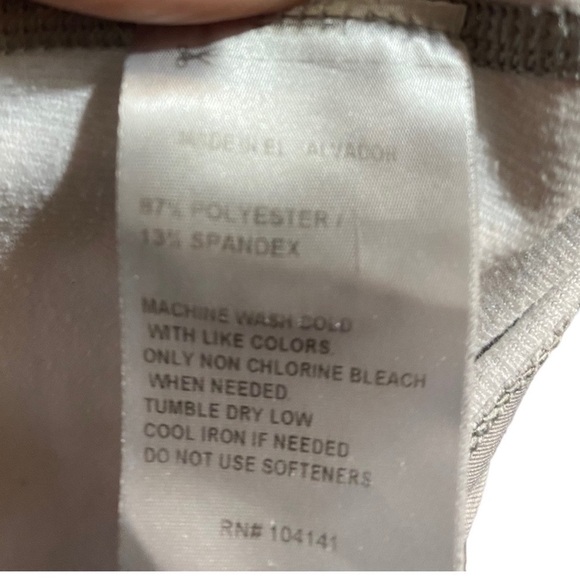 MADE IN EL SALVADOR
87% POLYESTER /
13% SPANDEX
MACHINE WASH COLD
WITH LIKE COLORS.
ONLY NON CHLORINE BLEACH
WHEN NEEDED.
TUMBLE DRY LOW
COOL IRON IF NEEDED
DO NOT USE SOFTENERS
RN# 104141